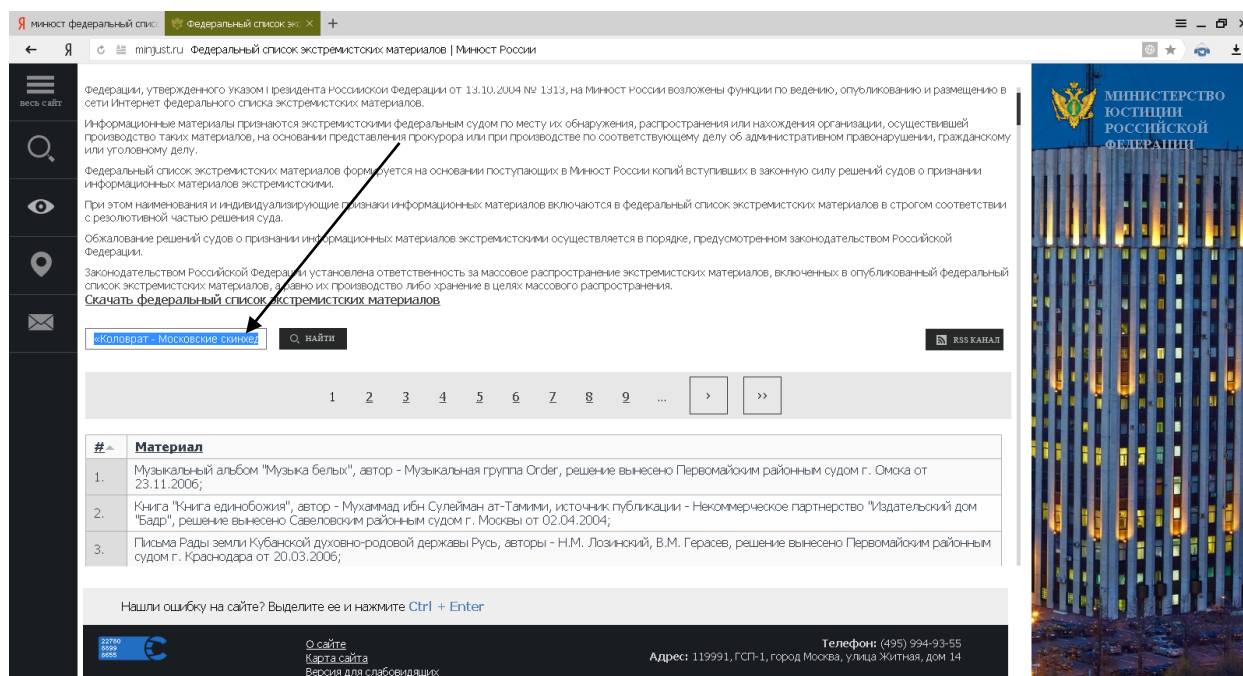 минюст федеральный спис
Федеральный список экс
minjust.ru Федеральный список экстремистских материалов | Минюст России
весь сайт
Федерации, утвержденного Указом Президента Российской Федерации от 13.10.2004 № 1313, на Минюст России возложены функции по ведению, опубликованию и размещению в
сети Интернет федерального списка экстремистских материалов.
Информационные материалы признаются экстремистскими федеральным судом по месту их обнаружения, распространения или нахождения организации, осуществившей
производство таких материалов, на основании представления прокурора или при производстве по соответствующему делу об административном правонарушении, гражданскому
или уголовному делу.
Федеральный список экстремистских материалов формируется на основании поступающих в Минюст России копий вступивших в законную силу решений судов о признании
информационных материалов экстремистскими.
При этом наименования и индивидуализирующие признаки информационных материалов включаются в федеральный список экстремистских материалов в строгом соответствии
с резолютивной частью решения суда.
Обжалование решений судов о признании информационных материалов экстремистскими осуществляется в порядке, предусмотренном законодательством Российской
Федерации.
Законодательством Российской Федерации установлена ответственность за массовое распространение экстремистских материалов, включенных в опубликованный федеральный
список экстремистских материалов, а равно их производство либо хранение в целях массового распространения.
Скачать федеральный список экстремистских материалов
«Коловрат - Московские скинхед
НАЙТИ
RSS КАНАЛ
1 2 3 4 5 6 7 8 9 ... › ››
# Материал
1. Музыкальный альбом "Музыка белых", автор - Музыкальная группа Order, решение вынесено Первомайским районным судом г. Омска от
23.11.2006;
2. Книга "Книга единобожия", автор - Мухаммад ибн Сулейман ат-Тамими, источник публикации - Некоммерческое партнерство "Издательский дом
"Бадр", решение вынесено Савеловским районным судом г. Москвы от 02.04.2004;
3. Письма Рады земли Кубанской духовно-родовой державы Русь, авторы - Н.М. Лозинский, В.М. Герасев, решение вынесено Первомайским районным
судом г. Краснодара от 20.03.2006;
Нашли ошибку на сайте? Выделите ее и нажмите Ctrl + Enter
22780
8899
6655
О сайте
Карта сайта
Версия для слабовидящих
Телефон: (495) 994-93-55
Адрес: 119991, ГСП-1, город Москва, улица Житная, дом 14
МИНИСТЕРСТВО
ЮСТИЦИИ
РОССИЙСКОЙ
ФЕДЕРАЦИИ